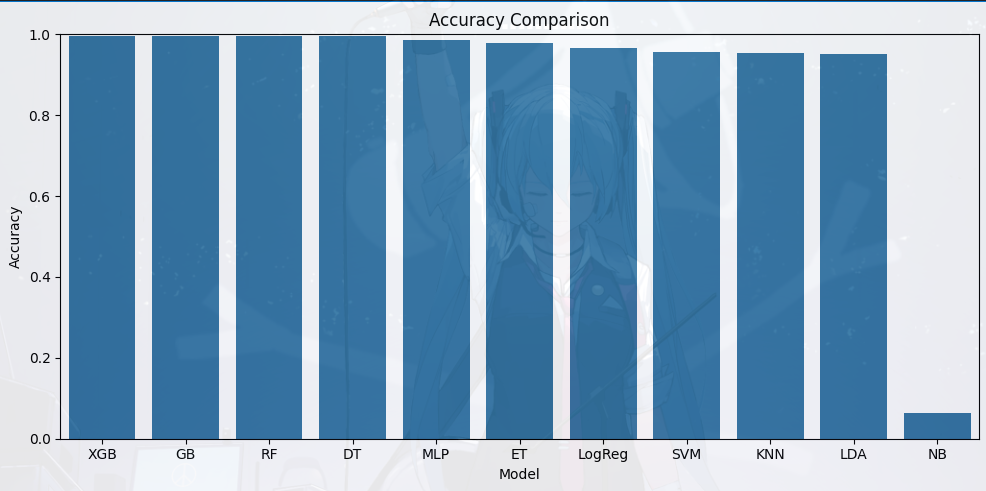 Accuracy Comparison
1.0
0.8
0.6
0.4
0.2
0.0
Accuracy
XGB GB RF DT MLP ET LogReg SVM KNN LDA NB
Model